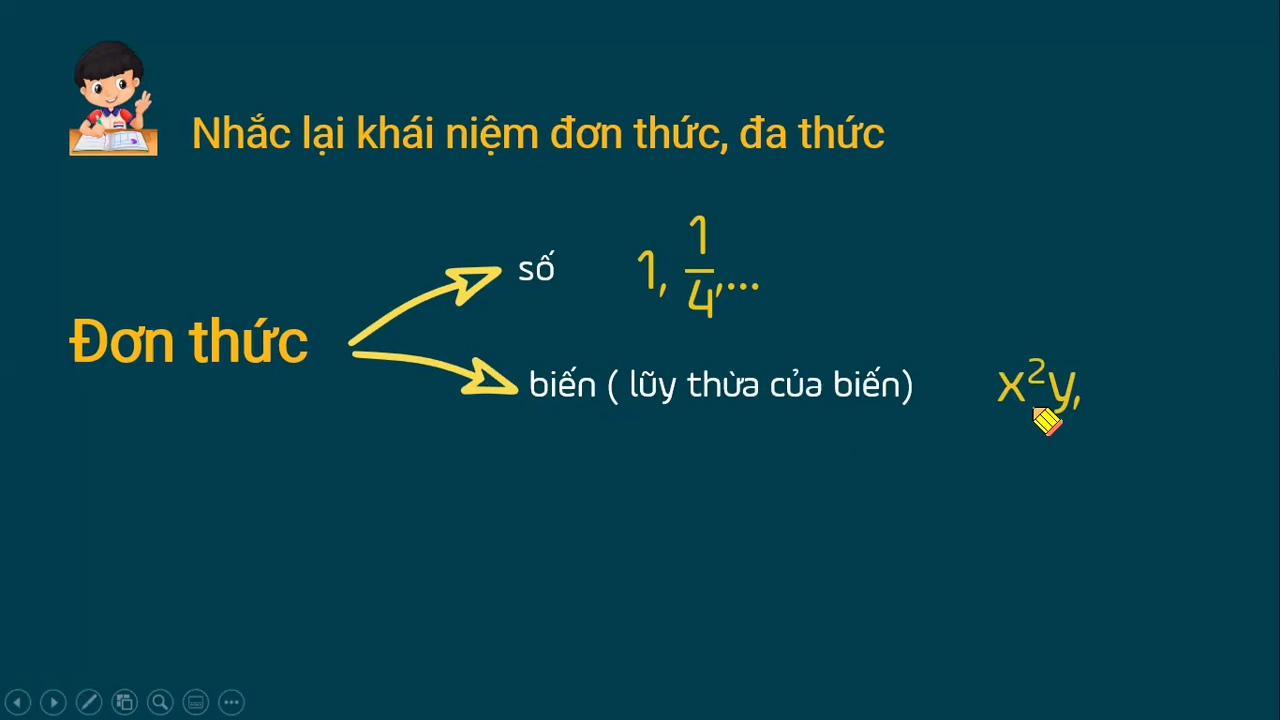 Nhắc lại khái niệm đơn thức, đa thức
số 1, 1/4,...
Đơn thức
biến ( lũy thừa của biến) x²y,